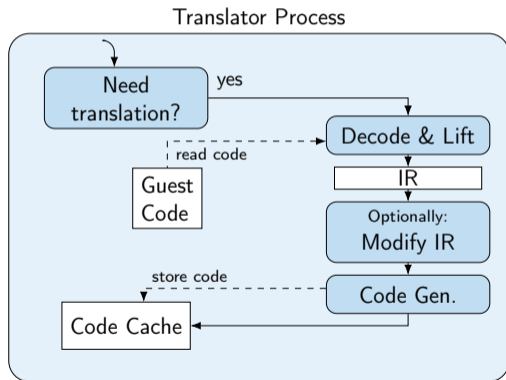 Translator Process
Need
translation?
yes
Decode & Lift
read code
IR
Guest
Code
Optionally:
Modify IR
store code
Code Gen.
Code Cache